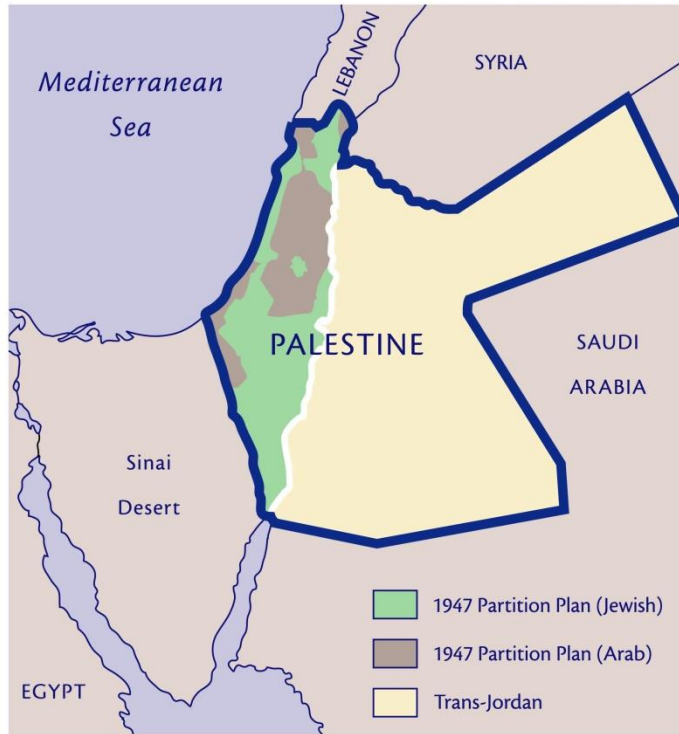 Mediterranean
Sea
LEBANON
SYRIA
PALESTINE
SAUDI
ARABIA
Sinai
Desert
EGYPT
1947 Partition Plan (Jewish)
1947 Partition Plan (Arab)
Trans-Jordan